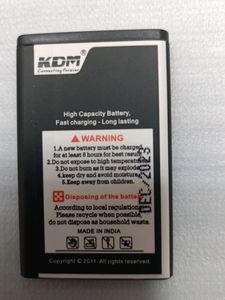 KDM
Connecting Forever
High Capacity Battery,
Fast charging - Long lasting
WARNING
1.A new battery must be charged
for at least 8 hours for best result.
2.Do not expose to high temperature.
3.Do not burn as it may explode.
4.keep dry and avoid moisture.
5.Keep away from children.
Disposing of the battery
According to local regulations.
Please recycle when possible
do not dispose as household waste.
MADE IN INDIA
Copyright © 2011. All rights reserved.
DEC/2023